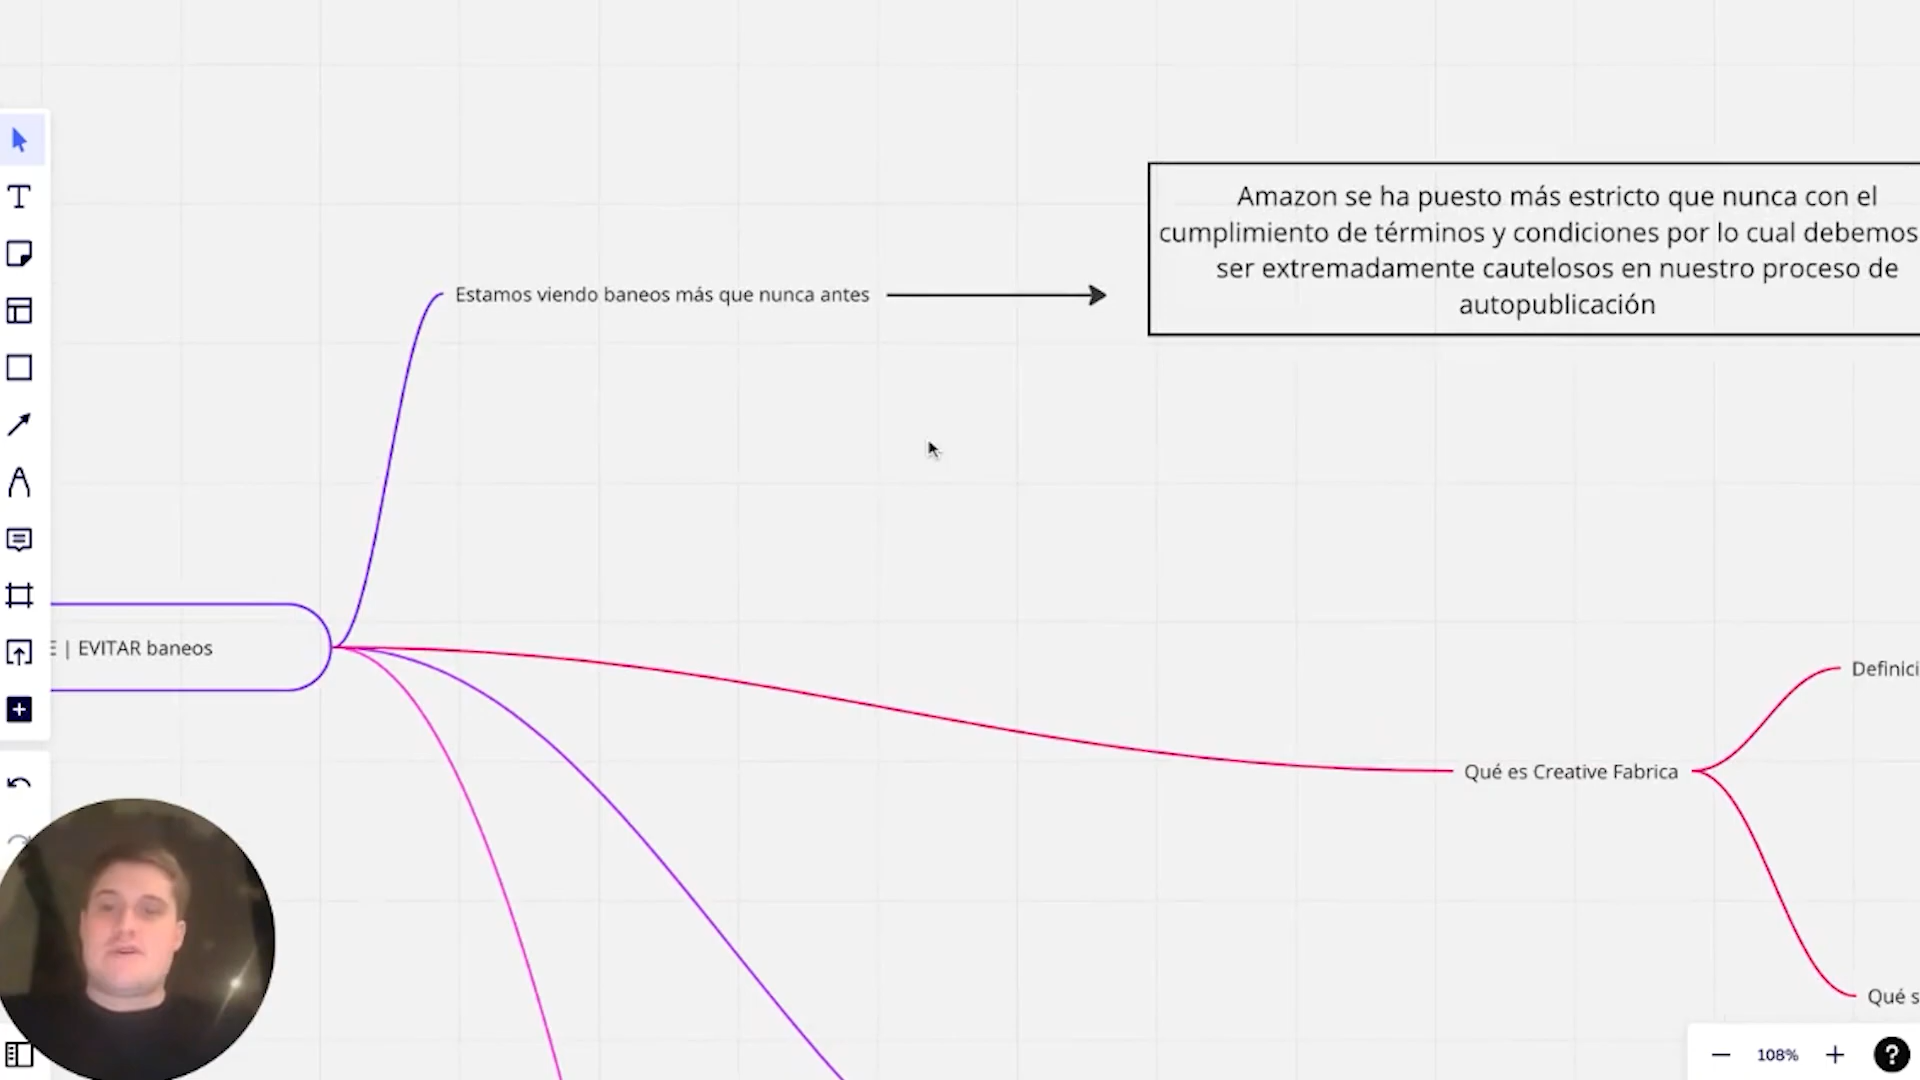 Amazon se ha puesto más estricto que nunca con el
cumplimiento de términos y condiciones por lo cual debemos
ser extremadamente cautelosos en nuestro proceso de
autopublicación
Estamos viendo baneos más que nunca antes
E | EVITAR baneos
Definici
Qué es Creative Fabrica
Qué s
108%